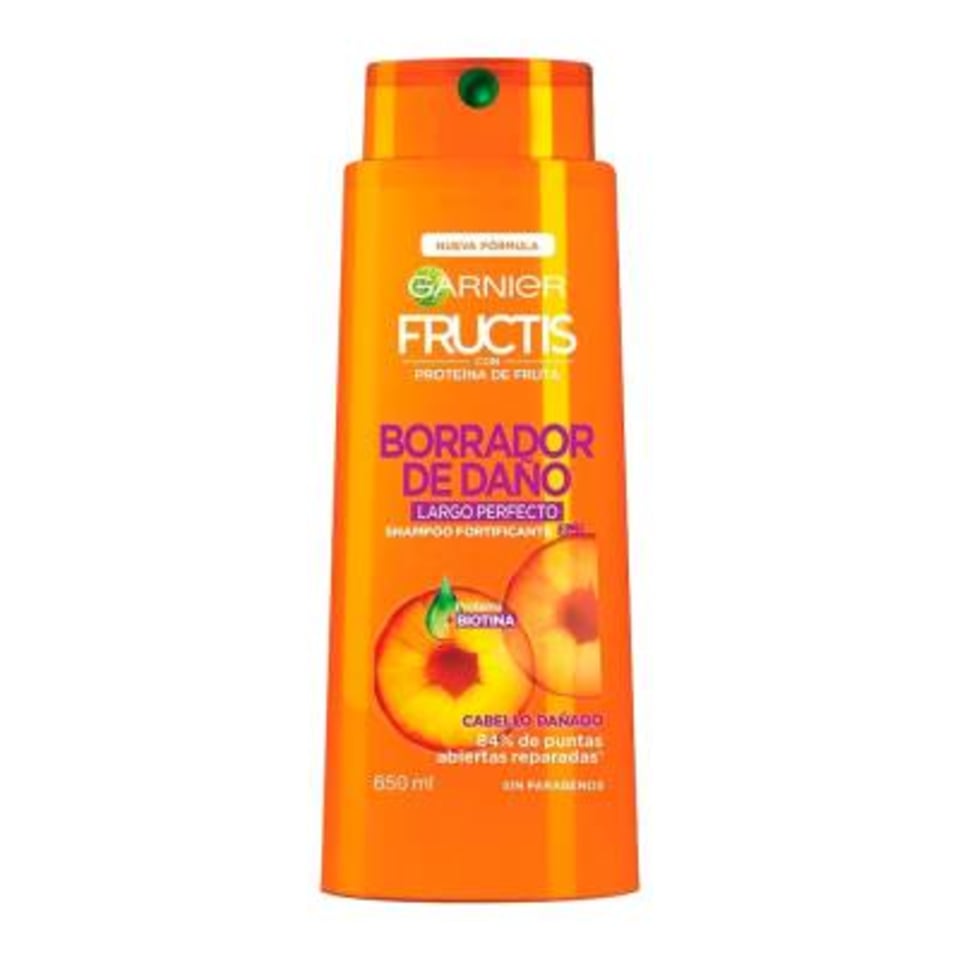 NUEVA FÓRMULA
GARNIER
FRUCTIS
CON
PROTEÍNA DE FRUTA
BORRADOR
DE DAÑO
LARGO PERFECTO
SHAMPOO FORTIFICANTE
Proteína
+ BIOTINA
CABELLO DAÑADO
84% de puntas
abiertas reparadas*
650 ml
SIN PARABENOS